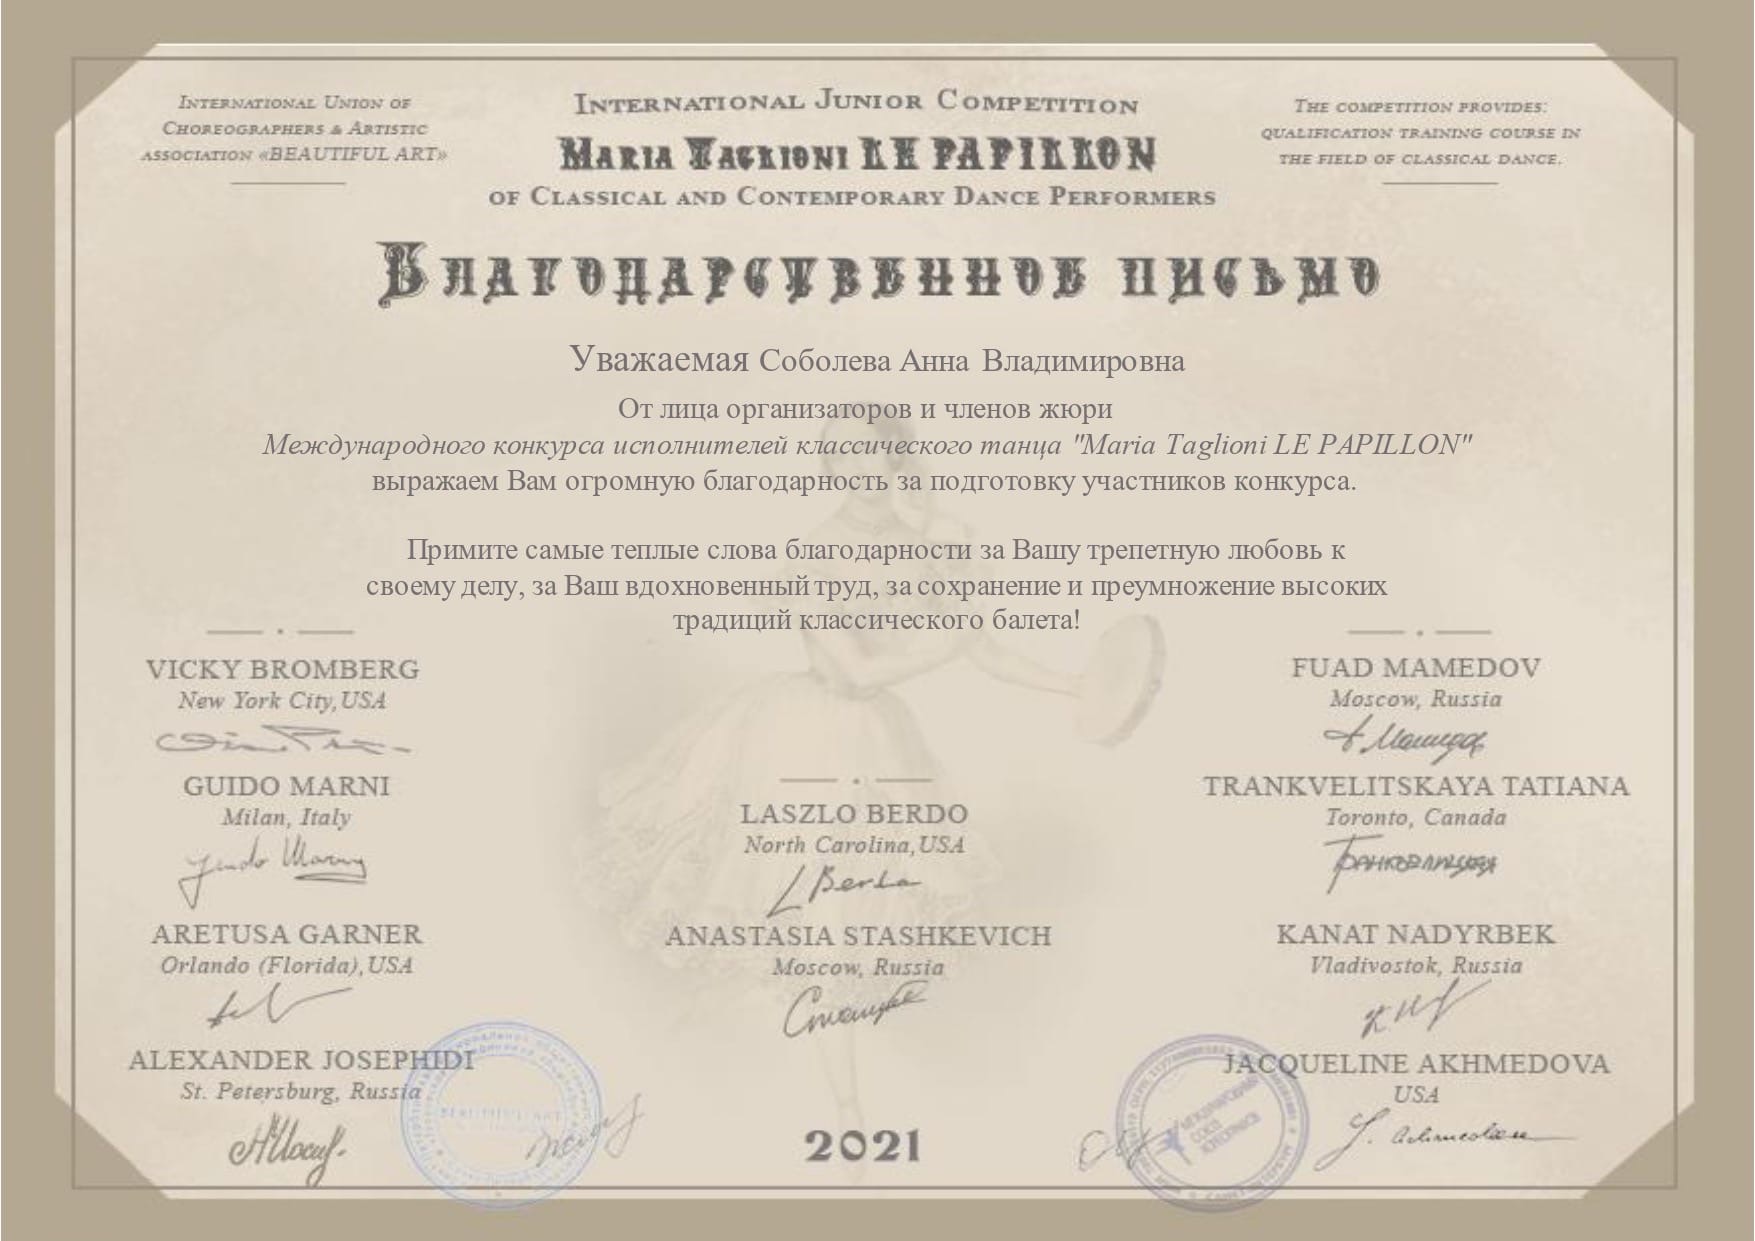 INTERNATIONAL UNION OF
CHOREOGRAPHERS & ARTISTIC
ASSOCIATION «BEAUTIFUL ART»
INTERNATIONAL JUNIOR COMPETITION
MARIA TAGLIONI LE PAPILLON
OF CLASSICAL AND CONTEMPORARY DANCE PERFORMERS
THE COMPETITION PROVIDES:
QUALIFICATION TRAINING COURSE IN
THE FIELD OF CLASSICAL DANCE.
БЛАГОДАРСТВЕННОЕ ПИСЬМО
Уважаемая Соболева Анна Владимировна
От лица организаторов и членов жюри
Международного конкурса исполнителей классического танца "Maria Taglioni LE PAPILLON"
выражаем Вам огромную благодарность за подготовку участников конкурса.
Примите самые теплые слова благодарности за Вашу трепетную любовь к
своему делу, за Ваш вдохновенный труд, за сохранение и преумножение высоких
традиций классического балета!
VICKY BROMBERG
New York City, USA
GUIDO MARNI
Milan, Italy
ARETUSA GARNER
Orlando (Florida), USA
ALEXANDER JOSEPHIDI
St. Petersburg, Russia
LASZLO BERDO
North Carolina, USA
L Berdo
ANASTASIA STASHKEVICH
Moscow, Russia
FUAD MAMEDOV
Moscow, Russia
TRANKVELITSKAYA TATIANA
Toronto, Canada
KANAT NADYRBEK
Vladivostok, Russia
JACQUELINE AKHMEDOVA
USA
BEAUTIFUL ART
2021